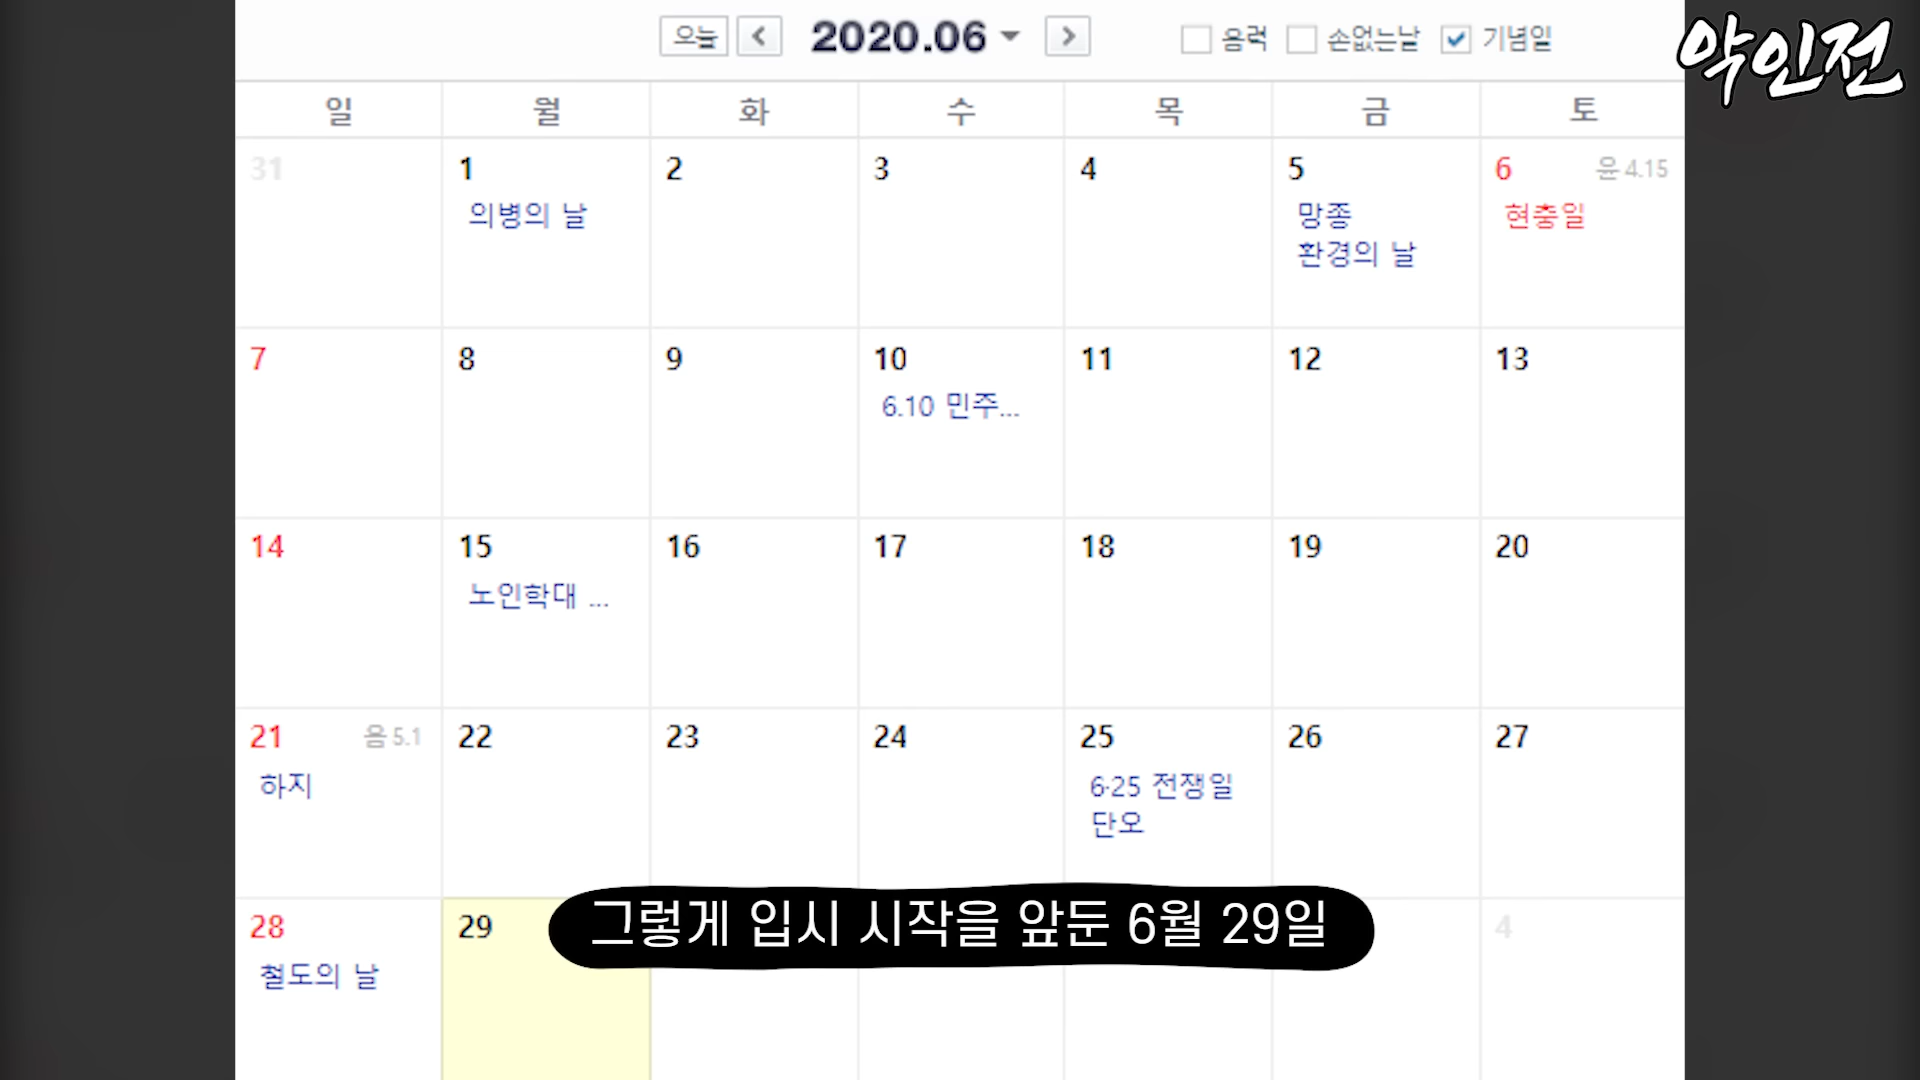 오늘 < 2020.06 > 음력 손없는날 기념일
악인전
일 월 화 수 목 금 토
31 1 2 3 4 5 6 윤 4.15
의병의 날 망종 현충일
환경의 날
7 8 9 10 11 12 13
6.10 민주...
14 15 16 17 18 19 20
노인학대 ...
21 음 5.1 22 23 24 25 26 27
하지 6·25 전쟁일
단오
28 29 4
철도의 날
그렇게 입시 시작을 앞둔 6월 29일